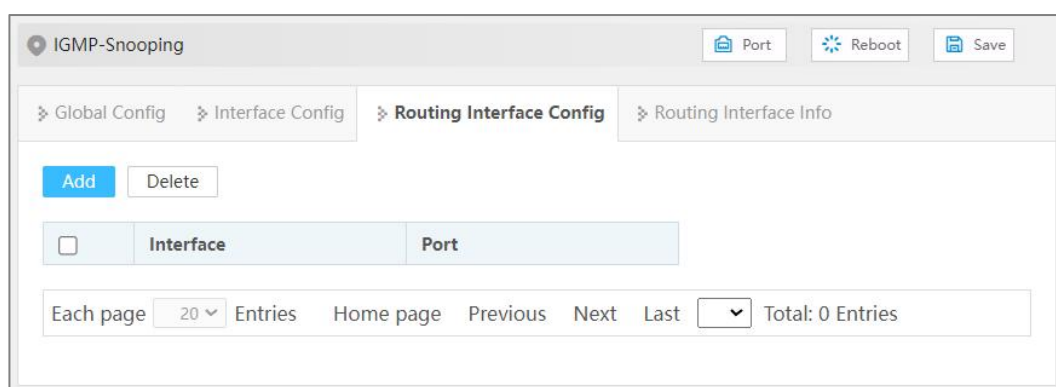 IGMP-Snooping Port Reboot Save
Global Config Interface Config Routing Interface Config Routing Interface Info
Add Delete
Interface Port
Each page 20 Entries Home page Previous Next Last Total: 0 Entries